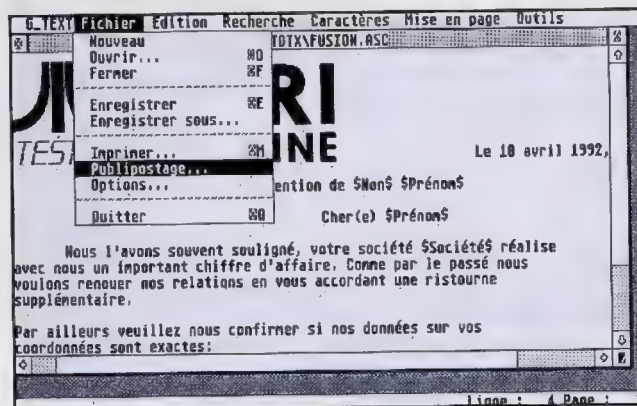 G_TEXT Fichier Edition Recherche Caractères Mise en page Outils
TDTX\FUSION.ASC
Nouveau
Ouvrir... ⌘O
Fermer ⌘F
Enregistrer ⌘E
Enregistrer sous...
Imprimer... ⌘M
Publipostage...
Options...
Quitter ⌘Q
RI
TES
UNE
Le 18 avril 1992,
ention de $Nom$ $Prénom$
Cher(e) $Prénom$
Nous l'avons souvent souligné, votre société $Société$ réalise
avec nous un important chiffre d'affaire. Comme par le passé nous
voulons renouer nos relations en vous accordant une ristourne
supplémentaire.
Par ailleurs veuillez nous confirmer si nos données sur vos
coordonnées sont exactes:
Ligne : 4 Page :